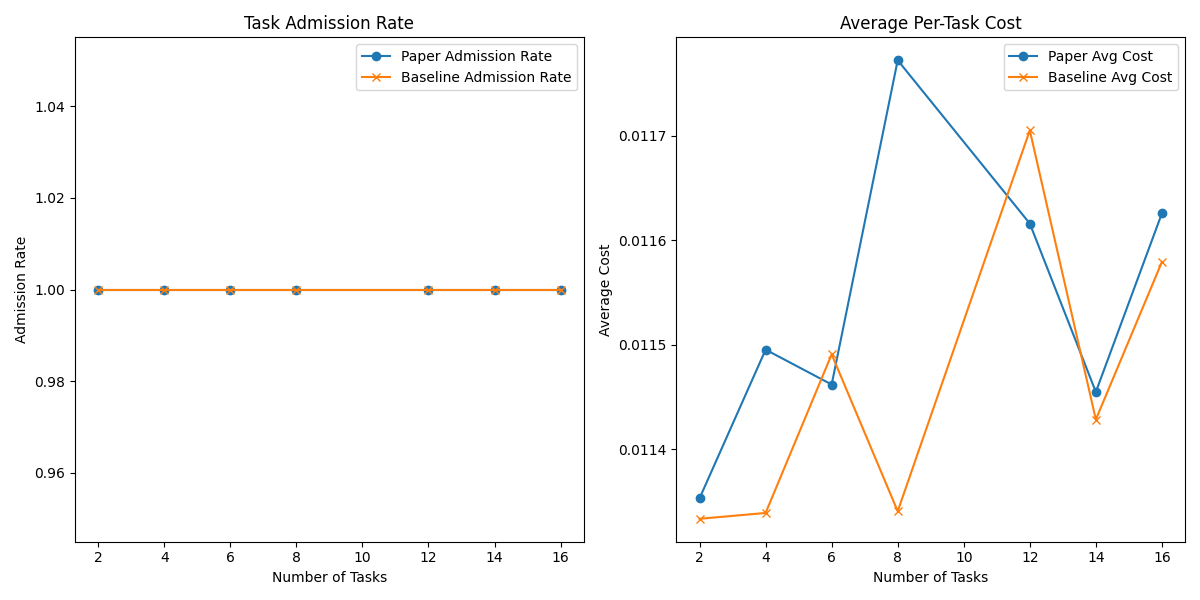 Task Admission Rate
Paper Admission Rate
Baseline Admission Rate
1.04
1.02
1.00
0.98
0.96
Admission Rate
2 4 6 8 10 12 14 16
Number of Tasks
Average Per-Task Cost
Paper Avg Cost
Baseline Avg Cost
0.0117
0.0116
0.0115
0.0114
Average Cost
2 4 6 8 10 12 14 16
Number of Tasks